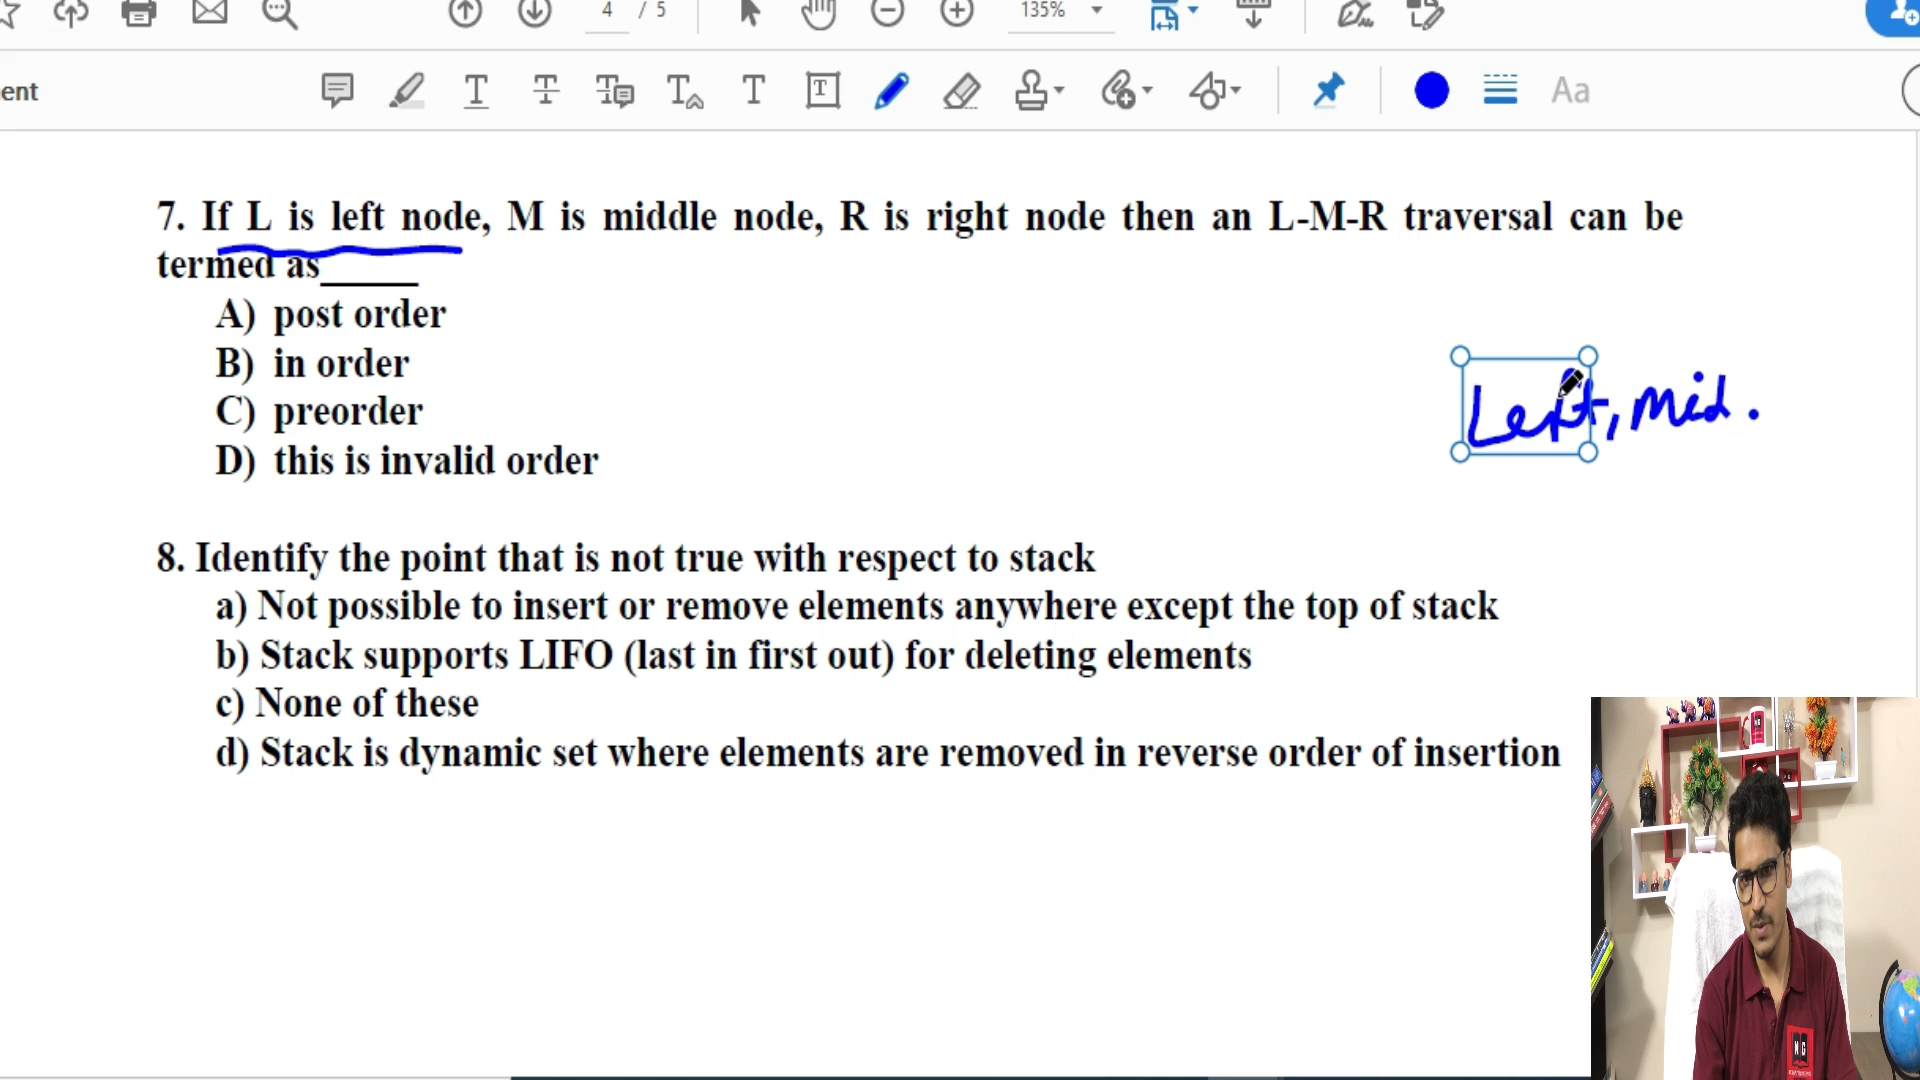 4 / 5
135%
ent
Aa
7. If L is left node, M is middle node, R is right node then an L-M-R traversal can be
termed as_____
A) post order
B) in order
C) preorder
D) this is invalid order
Left, Mid.
8. Identify the point that is not true with respect to stack
a) Not possible to insert or remove elements anywhere except the top of stack
b) Stack supports LIFO (last in first out) for deleting elements
c) None of these
d) Stack is dynamic set where elements are removed in reverse order of insertion